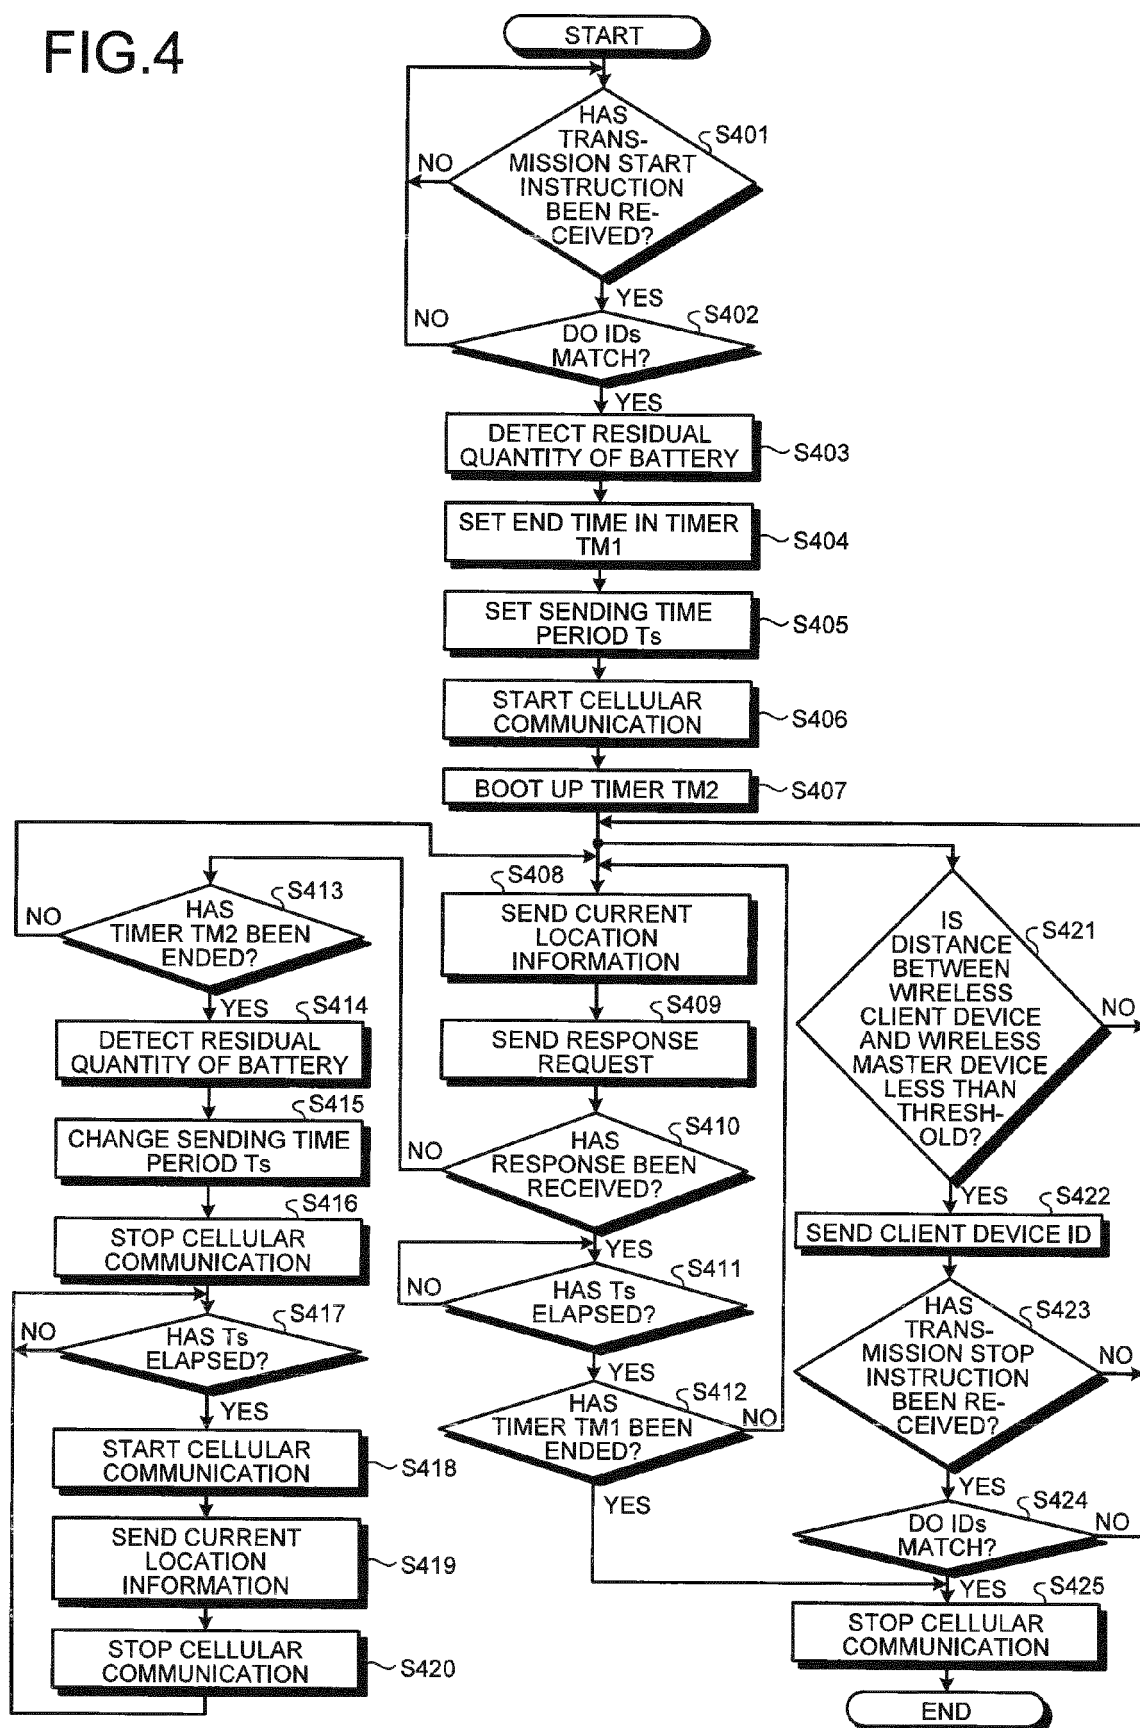 FIG.4
START
HAS
TRANS-
MISSION START
INSTRUCTION
BEEN RE-
CEIVED?
S401
NO
YES
DO IDs
MATCH?
S402
NO
YES
DETECT RESIDUAL
QUANTITY OF BATTERY
S403
SET END TIME IN TIMER
TM1
S404
SET SENDING TIME
PERIOD Ts
S405
START CELLULAR
COMMUNICATION
S406
BOOT UP TIMER TM2
S407
S408
SEND CURRENT
LOCATION
INFORMATION
S409
SEND RESPONSE
REQUEST
S410
HAS
RESPONSE BEEN
RECEIVED?
NO
YES
S411
HAS Ts
ELAPSED?
NO
YES
S412
HAS
TIMER TM1 BEEN
ENDED?
NO
YES
S413
HAS
TIMER TM2 BEEN
ENDED?
NO
YES
S414
DETECT RESIDUAL
QUANTITY OF BATTERY
S415
CHANGE SENDING TIME
PERIOD Ts
S416
STOP CELLULAR
COMMUNICATION
S417
HAS Ts
ELAPSED?
NO
YES
START CELLULAR
COMMUNICATION
S418
SEND CURRENT
LOCATION
INFORMATION
S419
STOP CELLULAR
COMMUNICATION
S420
S421
IS
DISTANCE
BETWEEN
WIRELESS
CLIENT DEVICE
AND WIRELESS
MASTER DEVICE
LESS THAN
THRESH-
OLD?
NO
YES
S422
SEND CLIENT DEVICE ID
S423
HAS
TRANS-
MISSION STOP
INSTRUCTION
BEEN RE-
CEIVED?
NO
YES
S424
DO IDs
MATCH?
NO
YES
S425
STOP CELLULAR
COMMUNICATION
END